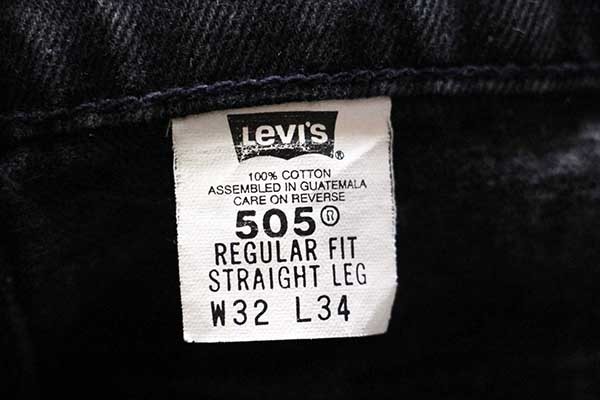 Levi's ®
100% COTTON
ASSEMBLED IN GUATEMALA
CARE ON REVERSE
505®
REGULAR FIT
STRAIGHT LEG
W32 L34